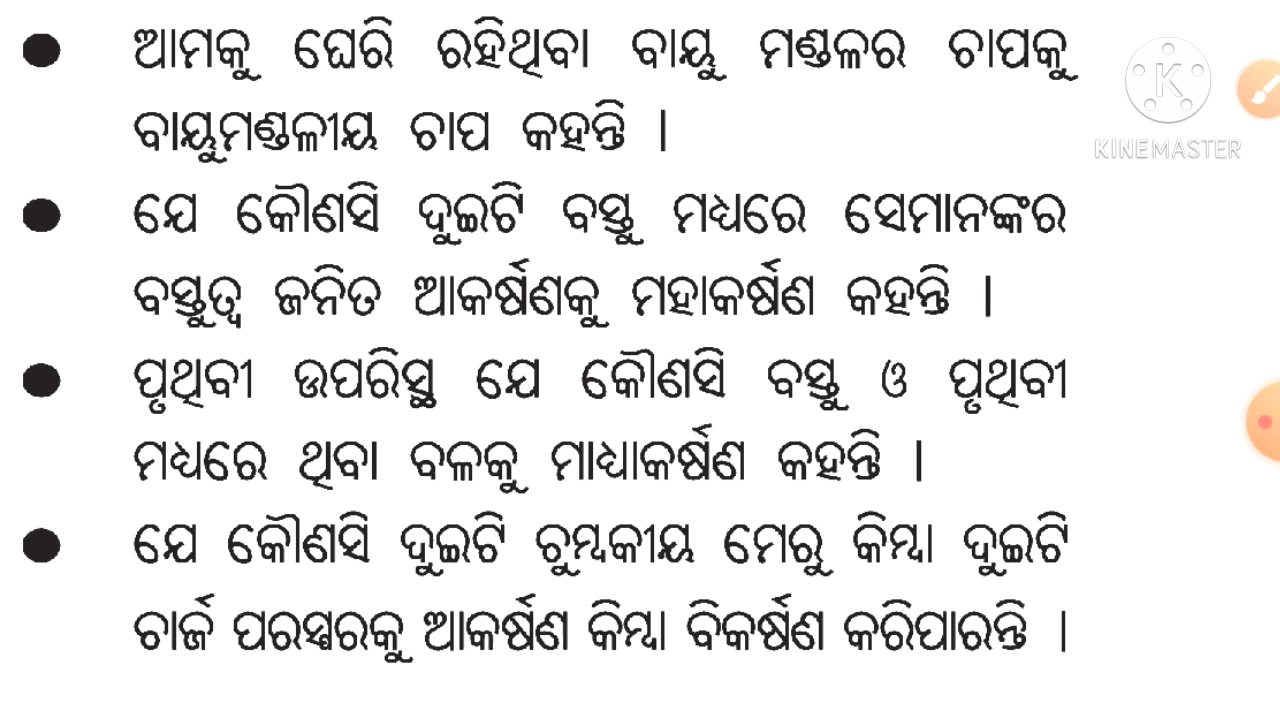 ● ଆମକୁ ଘେରି ରହିଥିବା ବାୟୁ ମଣ୍ଡଳର ଚାପକୁ
ବାୟୁମଣ୍ଡଳୀୟ ଚାପ କହନ୍ତି ।
● ଯେ କୌଣସି ଦୁଇଟି ବସ୍ତୁ ମଧ୍ୟରେ ସେମାନଙ୍କର
ବସ୍ତୁତ୍ଵ ଜନିତ ଆକର୍ଷଣକୁ ମହାକର୍ଷଣ କହନ୍ତି ।
● ପୃଥିବୀ ଉପରିସ୍ଥ ଯେ କୌଣସି ବସ୍ତୁ ଓ ପୃଥିବୀ
ମଧ୍ୟରେ ଥିବା ବଳକୁ ମାଧ୍ୟାକର୍ଷଣ କହନ୍ତି ।
● ଯେ କୌଣସି ଦୁଇଟି ଚୁମ୍ବକୀୟ ମେରୁ କିମ୍ବା ଦୁଇଟି
ଚାର୍ଜ ପରସ୍ପରକୁ ଆକର୍ଷଣ କିମ୍ବା ବିକର୍ଷଣ କରିପାରନ୍ତି ।
K
KINEMASTER